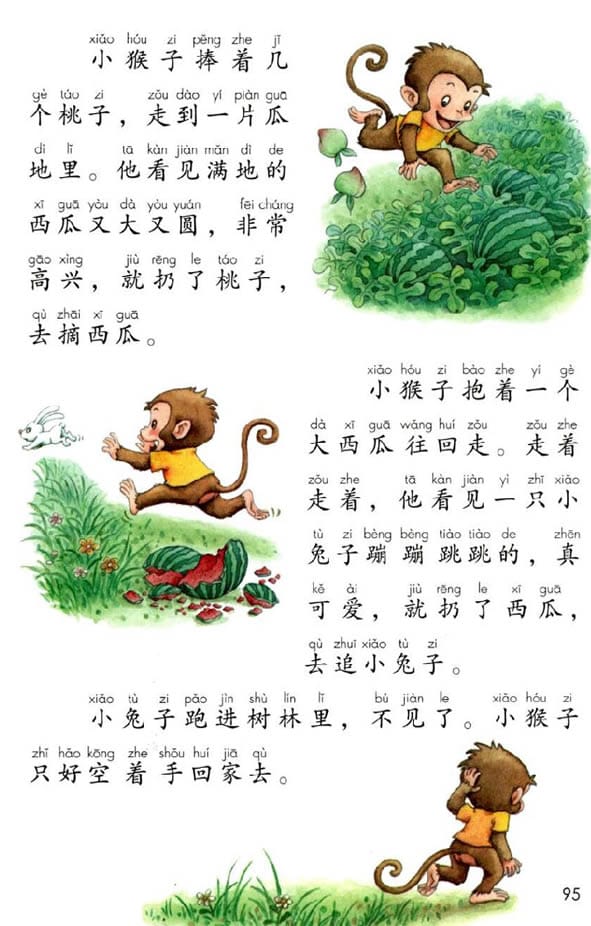 xiǎo hóu zi pěng zhe jǐ
小猴子捧着几
gè táo zi zǒu dào yí piàn guā
个桃子，走到一片瓜
dì lǐ tā kàn jiàn mǎn dì de
地里。他看见满地的
xī guā yòu dà yòu yuán fēi cháng
西瓜又大又圆，非常
gāo xìng jiù rēng le táo zi
高兴，就扔了桃子，
qù zhāi xī guā
去摘西瓜。
xiǎo hóu zi bào zhe yí gè
小猴子抱着一个
dà xī guā wǎng huí zǒu zǒu zhe
大西瓜往回走。走着
zǒu zhe tā kàn jiàn yì zhī xiǎo
走着，他看见一只小
tù zi bèng bèng tiào tiào de zhēn
兔子蹦蹦跳跳的，真
kě ài jiù rēng le xī guā
可爱，就扔了西瓜，
qù zhuī xiǎo tù zi
去追小兔子。
xiǎo tù zi pǎo jìn shù lín lǐ bú jiàn le xiǎo hóu zi
小兔子跑进树林里，不见了。小猴子
zhǐ hǎo kōng zhe shǒu huí jiā qù
只好空着手回家去。
95